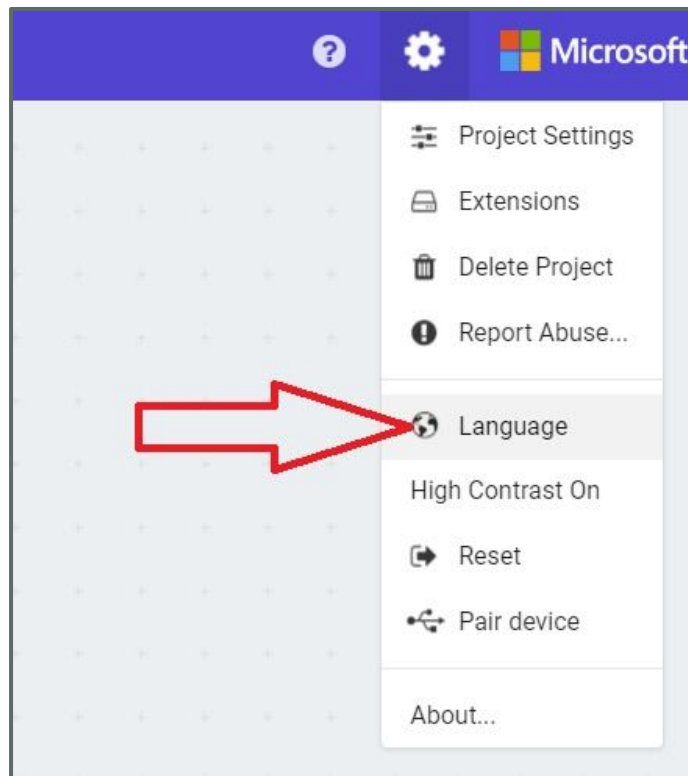 Microsoft
Project Settings
Extensions
Delete Project
Report Abuse...
Language
High Contrast On
Reset
Pair device
About...